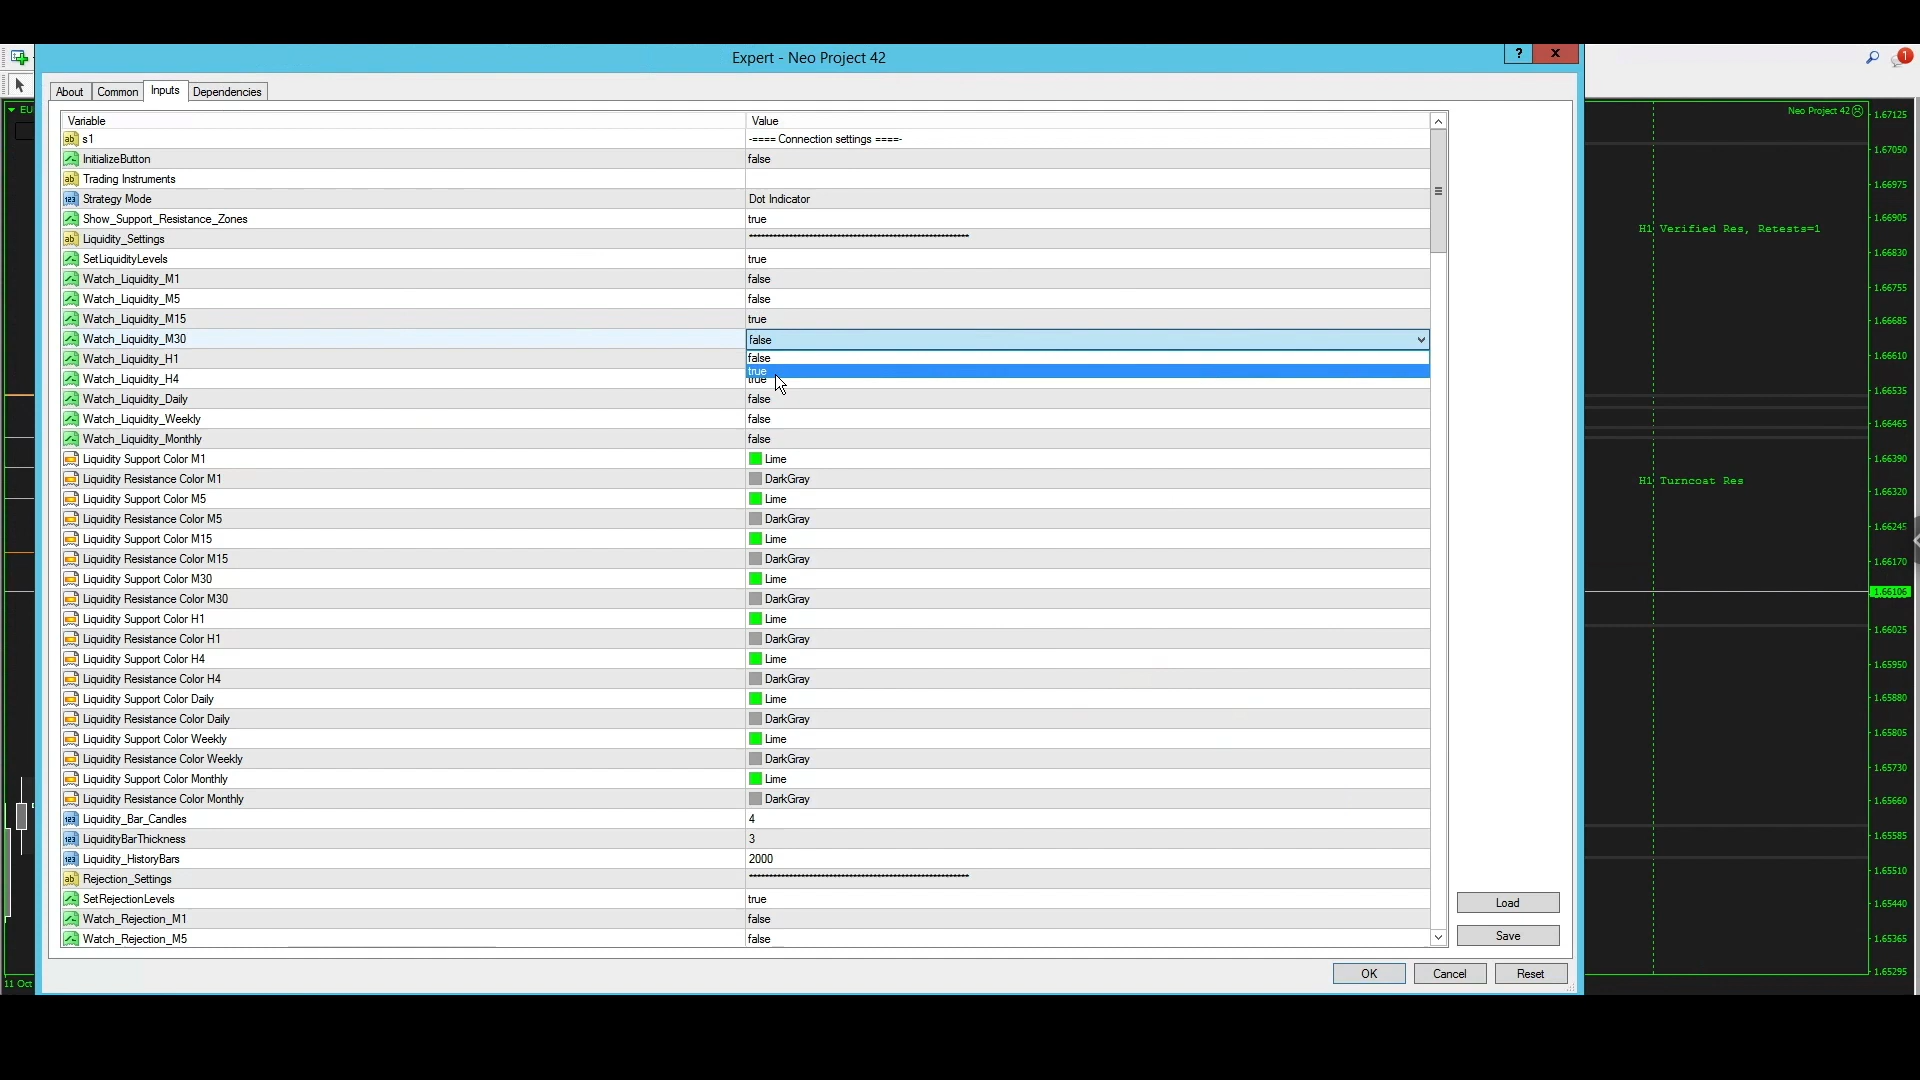 Expert - Neo Project 42
?
x
1
About
Common
Inputs
Dependencies
Variable
Value
s1
-==== Connection settings ====-
InitializeButton
false
Trading Instruments
Strategy Mode
Dot Indicator
Show_Support_Resistance_Zones
true
Liquidity_Settings
SetLiquidityLevels
true
Watch_Liquidity_M1
false
Watch_Liquidity_M5
false
Watch_Liquidity_M15
true
Watch_Liquidity_M30
false
Watch_Liquidity_H1
false
true
Watch_Liquidity_H4
true
Watch_Liquidity_Daily
false
Watch_Liquidity_Weekly
false
Watch_Liquidity_Monthly
false
Liquidity Support Color M1
Lime
Liquidity Resistance Color M1
DarkGray
Liquidity Support Color M5
Lime
Liquidity Resistance Color M5
DarkGray
Liquidity Support Color M15
Lime
Liquidity Resistance Color M15
DarkGray
Liquidity Support Color M30
Lime
Liquidity Resistance Color M30
DarkGray
Liquidity Support Color H1
Lime
Liquidity Resistance Color H1
DarkGray
Liquidity Support Color H4
Lime
Liquidity Resistance Color H4
DarkGray
Liquidity Support Color Daily
Lime
Liquidity Resistance Color Daily
DarkGray
Liquidity Support Color Weekly
Lime
Liquidity Resistance Color Weekly
DarkGray
Liquidity Support Color Monthly
Lime
Liquidity Resistance Color Monthly
DarkGray
Liquidity_Bar_Candles
4
LiquidityBarThickness
3
Liquidity_HistoryBars
2000
Rejection_Settings
SetRejectionLevels
true
Watch_Rejection_M1
false
Watch_Rejection_M5
false
Load
Save
OK
Cancel
Reset
EU
11 Oct
Neo Project 42
H1 Verified Res, Retests=1
H1 Turncoat Res
1.67125
1.67050
1.66975
1.66905
1.66830
1.66755
1.66685
1.66610
1.66535
1.66465
1.66390
1.66320
1.66245
1.66170
1.66106
1.66025
1.65950
1.65880
1.65805
1.65730
1.65660
1.65585
1.65510
1.65440
1.65365
1.65295